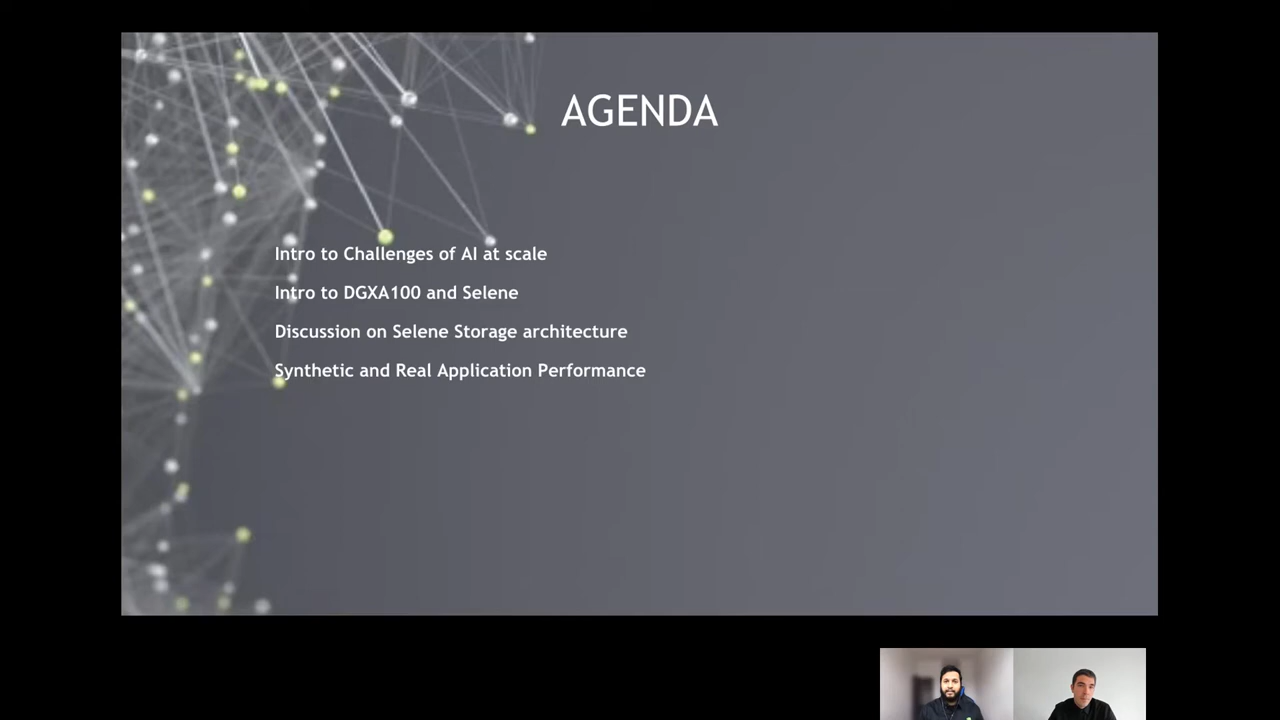 AGENDA
Intro to Challenges of AI at scale
Intro to DGXA100 and Selene
Discussion on Selene Storage architecture
Synthetic and Real Application Performance